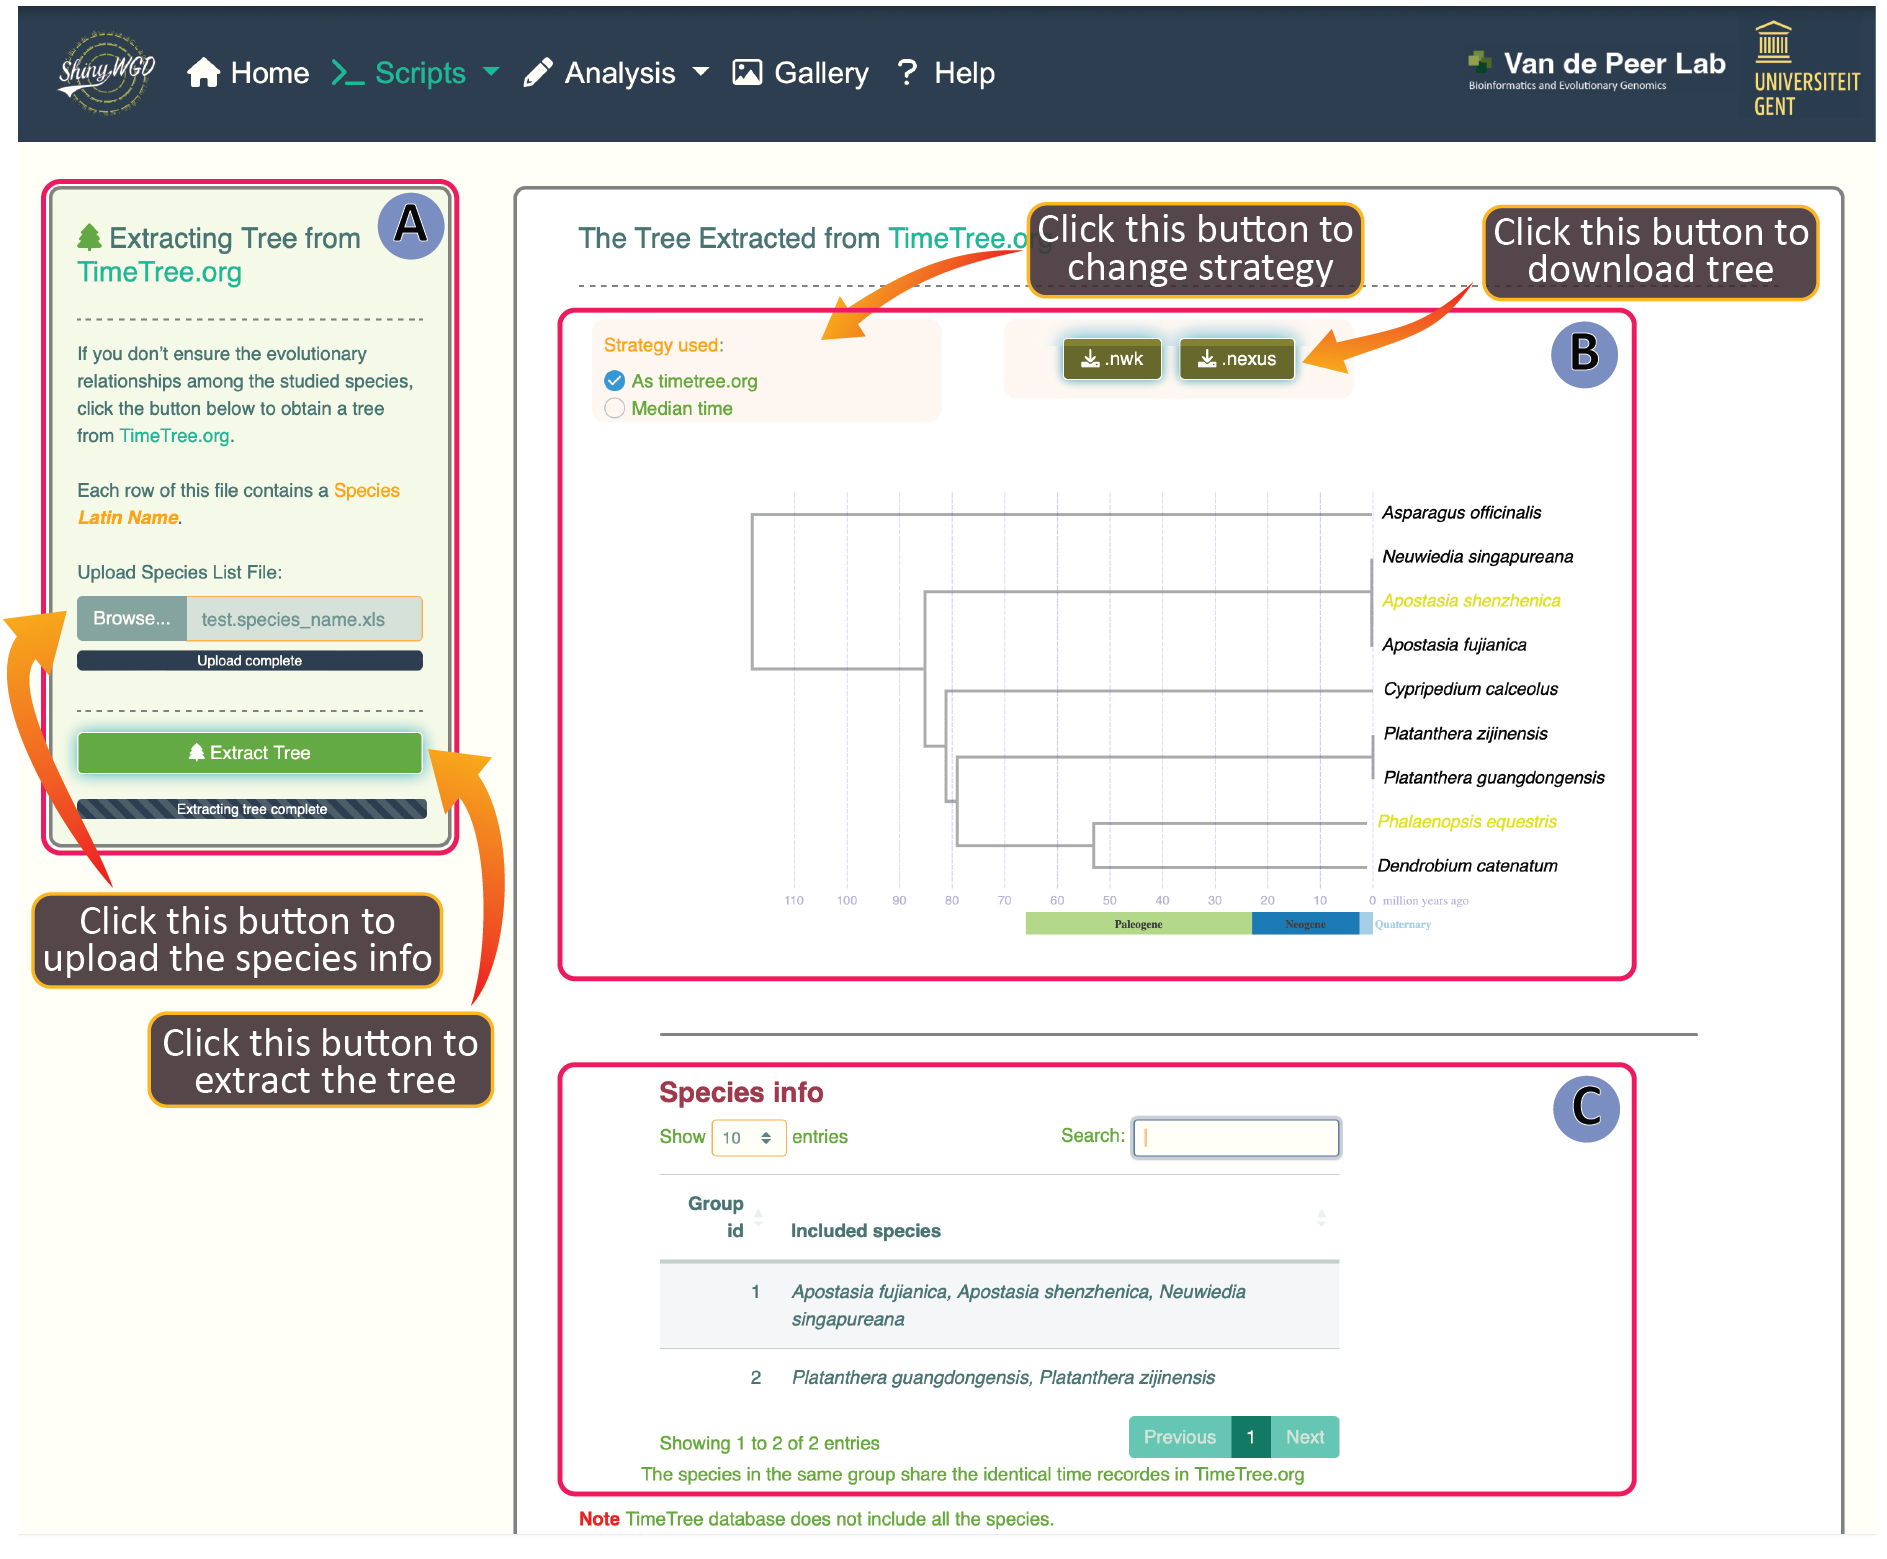 ShinyWGD
Home
Scripts
Analysis
Gallery
? Help
Van de Peer Lab
Bioinformatics and Evolutionary Genomics
UNIVERSITEIT
GENT
A
Extracting Tree from
TimeTree.org
If you don't ensure the evolutionary
relationships among the studied species,
click the button below to obtain a tree
from TimeTree.org.
Each row of this file contains a Species
Latin Name.
Upload Species List File:
Browse... test.species_name.xls
Upload complete
Extract Tree
Extracting tree complete
Click this button to
upload the species info
Click this button to
extract the tree
The Tree Extracted from TimeTree.org
Click this button to
change strategy
Click this button to
download tree
B
Strategy used:
As timetree.org
Median time
.nwk
.nexus
Asparagus officinalis
Neuwiedia singapureana
Apostasia shenzhenica
Apostasia fujianica
Cypripedium calceolus
Platanthera zijinensis
Platanthera guangdongensis
Phalaenopsis equestris
Dendrobium catenatum
110 100 90 80 70 60 50 40 30 20 10 0 million years ago
Paleogene Neogene Quaternary
C
Species info
Show 10 entries
Search:
Group
id
Included species
1 Apostasia fujianica, Apostasia shenzhenica, Neuwiedia
singapureana
2 Platanthera guangdongensis, Platanthera zijinensis
Showing 1 to 2 of 2 entries
Previous 1 Next
The species in the same group share the identical time recordes in TimeTree.org
Note TimeTree database does not include all the species.